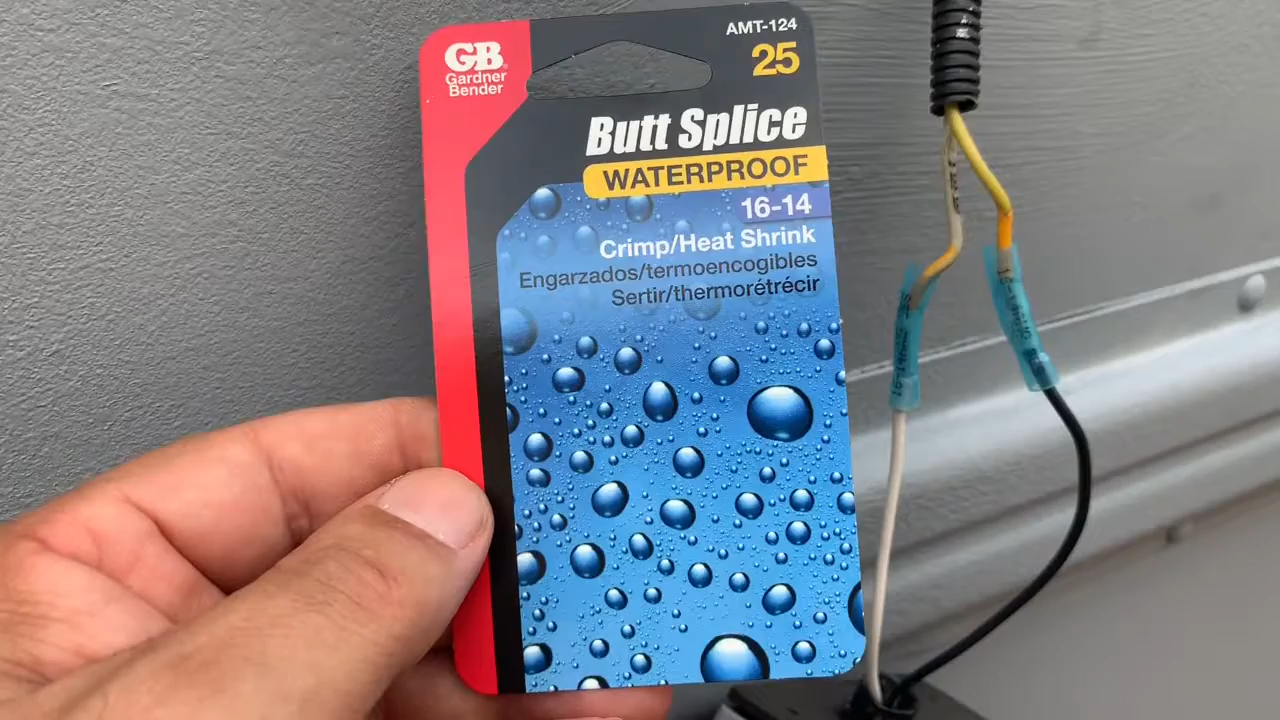 AMT-124
25
GB
Gardner
Bender
Butt Splice
WATERPROOF
16-14
Crimp/Heat Shrink
Engarzados/termoencogibles
Sertir/thermorétrécir